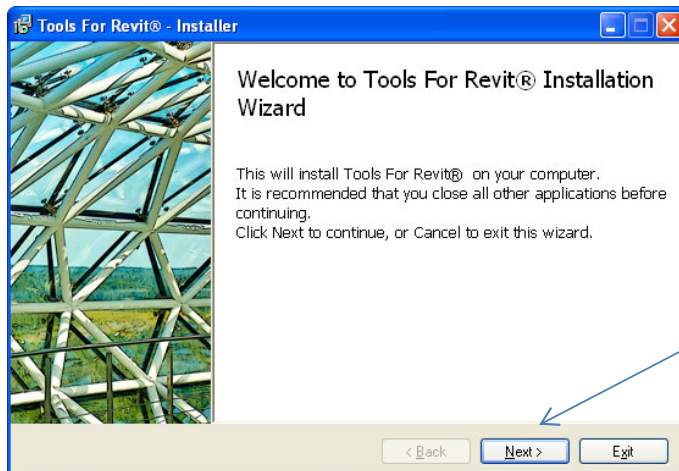 Tools For Revit® - Installer
Welcome to Tools For Revit® Installation
Wizard
This will install Tools For Revit® on your computer.
It is recommended that you close all other applications before
continuing.
Click Next to continue, or Cancel to exit this wizard.
< Back Next > Exit